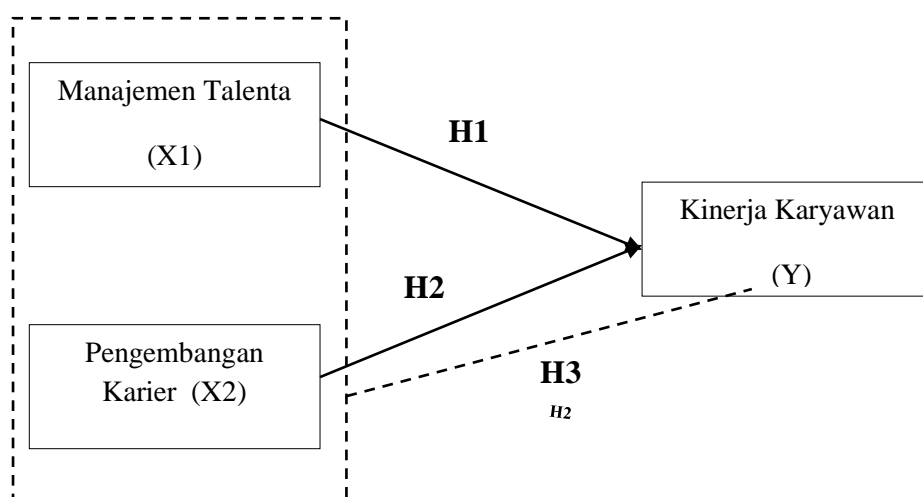 Manajemen Talenta
(X1)
H1
Kinerja Karyawan
(Y)
H2
Pengembangan
Karier (X2)
H3
H2